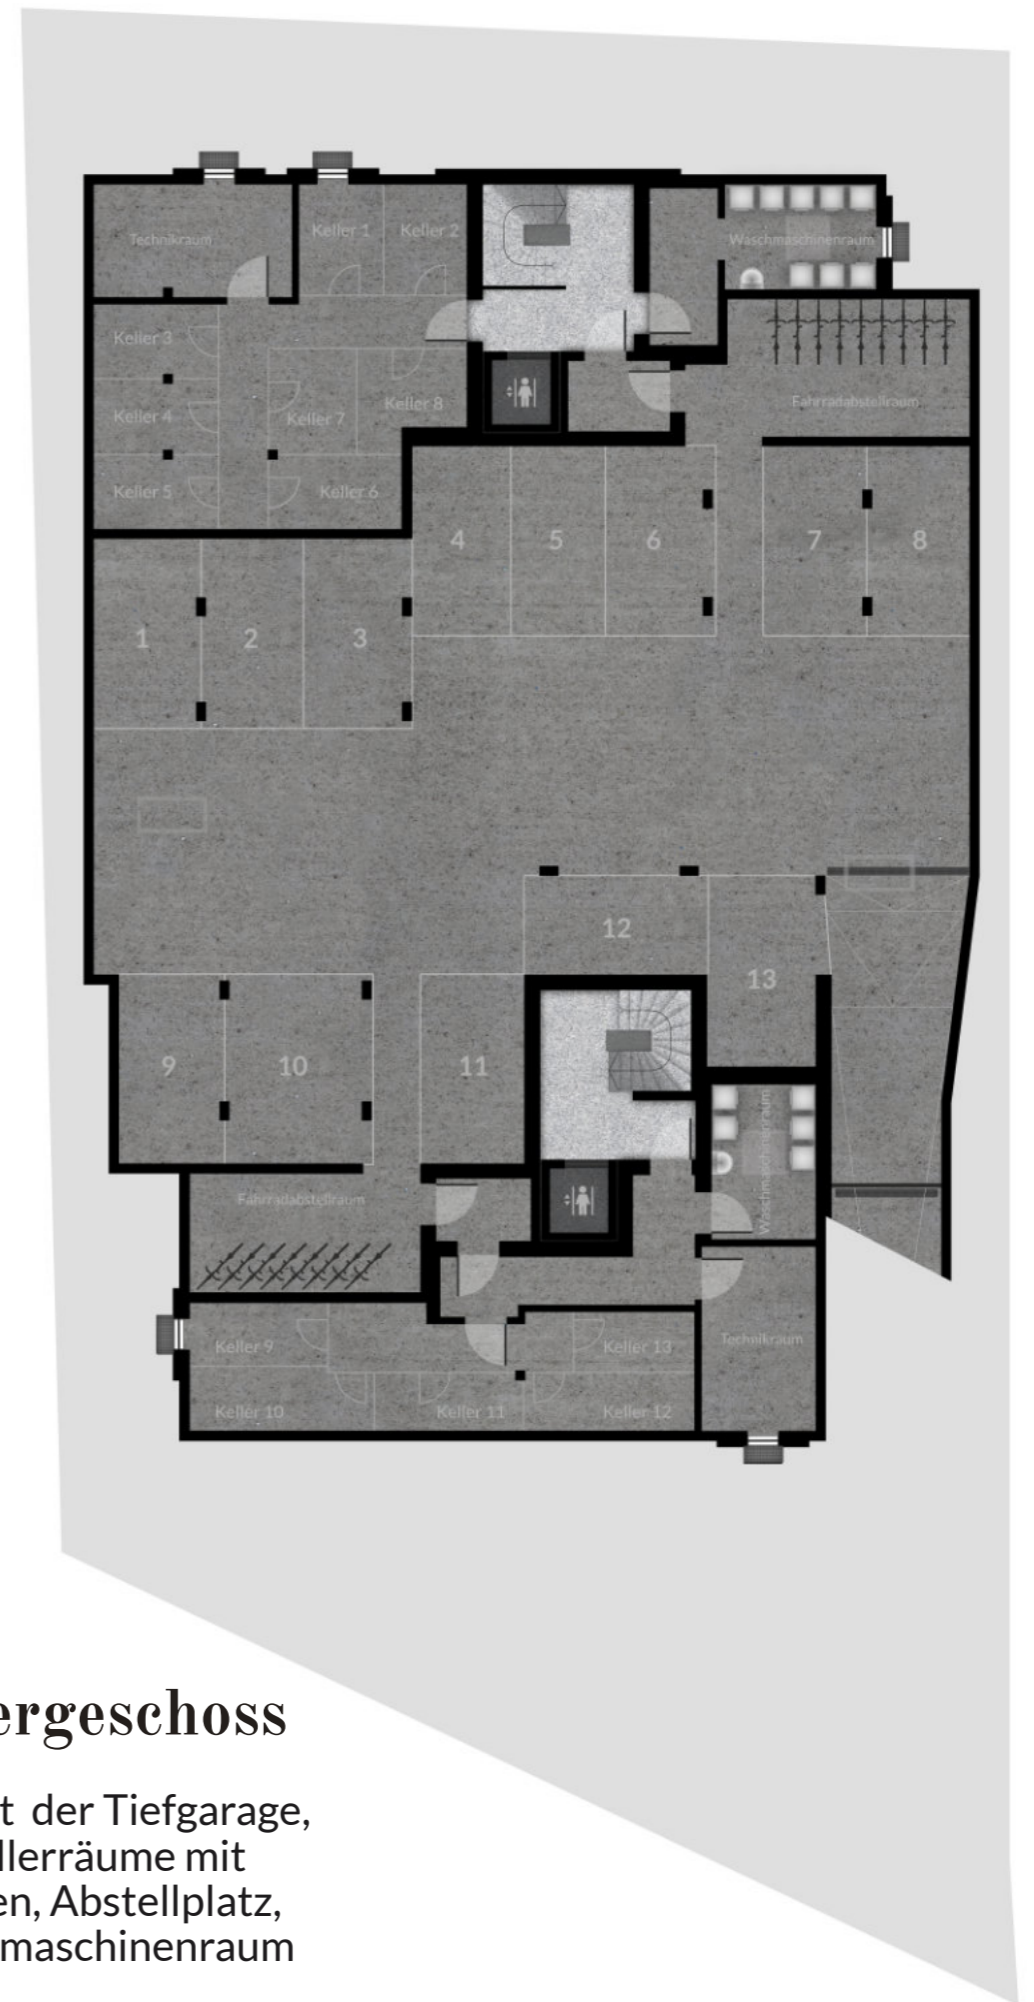 Technikraum
Keller 1
Keller 2
Waschmaschinenraum
Keller 3
Keller 4
Keller 7
Keller 8
Fahrradabstellraum
Keller 5
Keller 6
4
5
6
7
8
1
2
3
12
13
9
10
11
Waschmaschinenraum
Fahrradabstellraum
Technikraum
Keller 9
Keller 13
Keller 10
Keller 11
Keller 12
ergeschoss
t der Tiefgarage,
llerräume mit
en, Abstellplatz,
maschinenraum